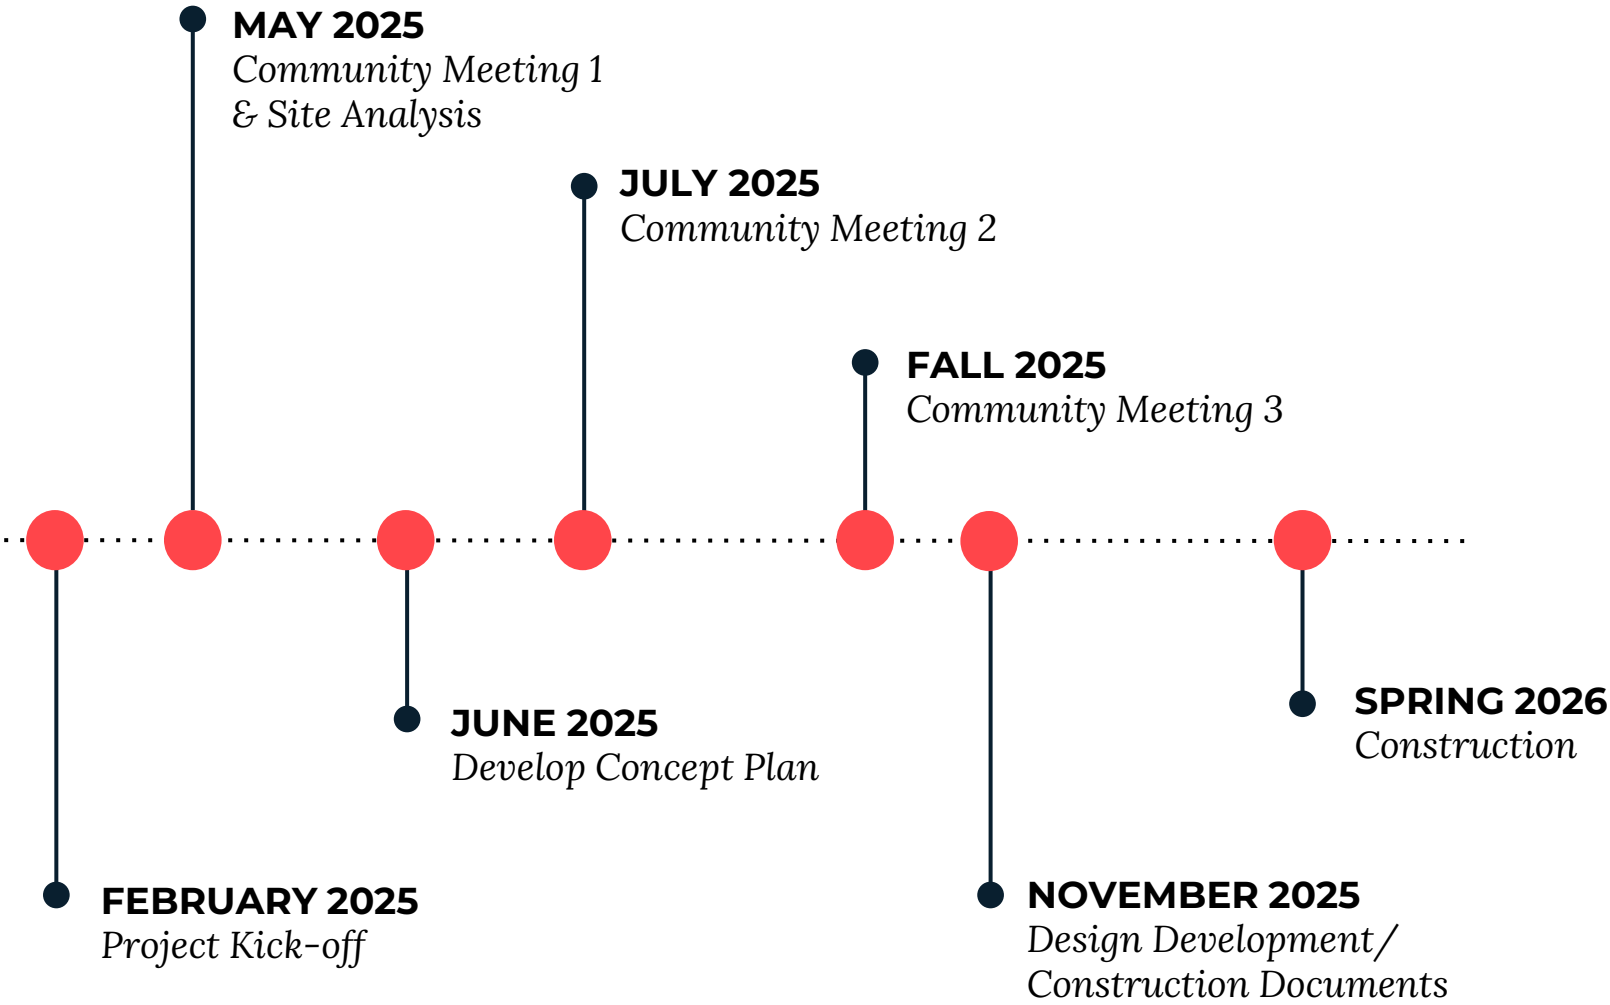 MAY 2025
Community Meeting 1
& Site Analysis
JULY 2025
Community Meeting 2
FALL 2025
Community Meeting 3
JUNE 2025
Develop Concept Plan
SPRING 2026
Construction
FEBRUARY 2025
Project Kick-off
NOVEMBER 2025
Design Development/
Construction Documents